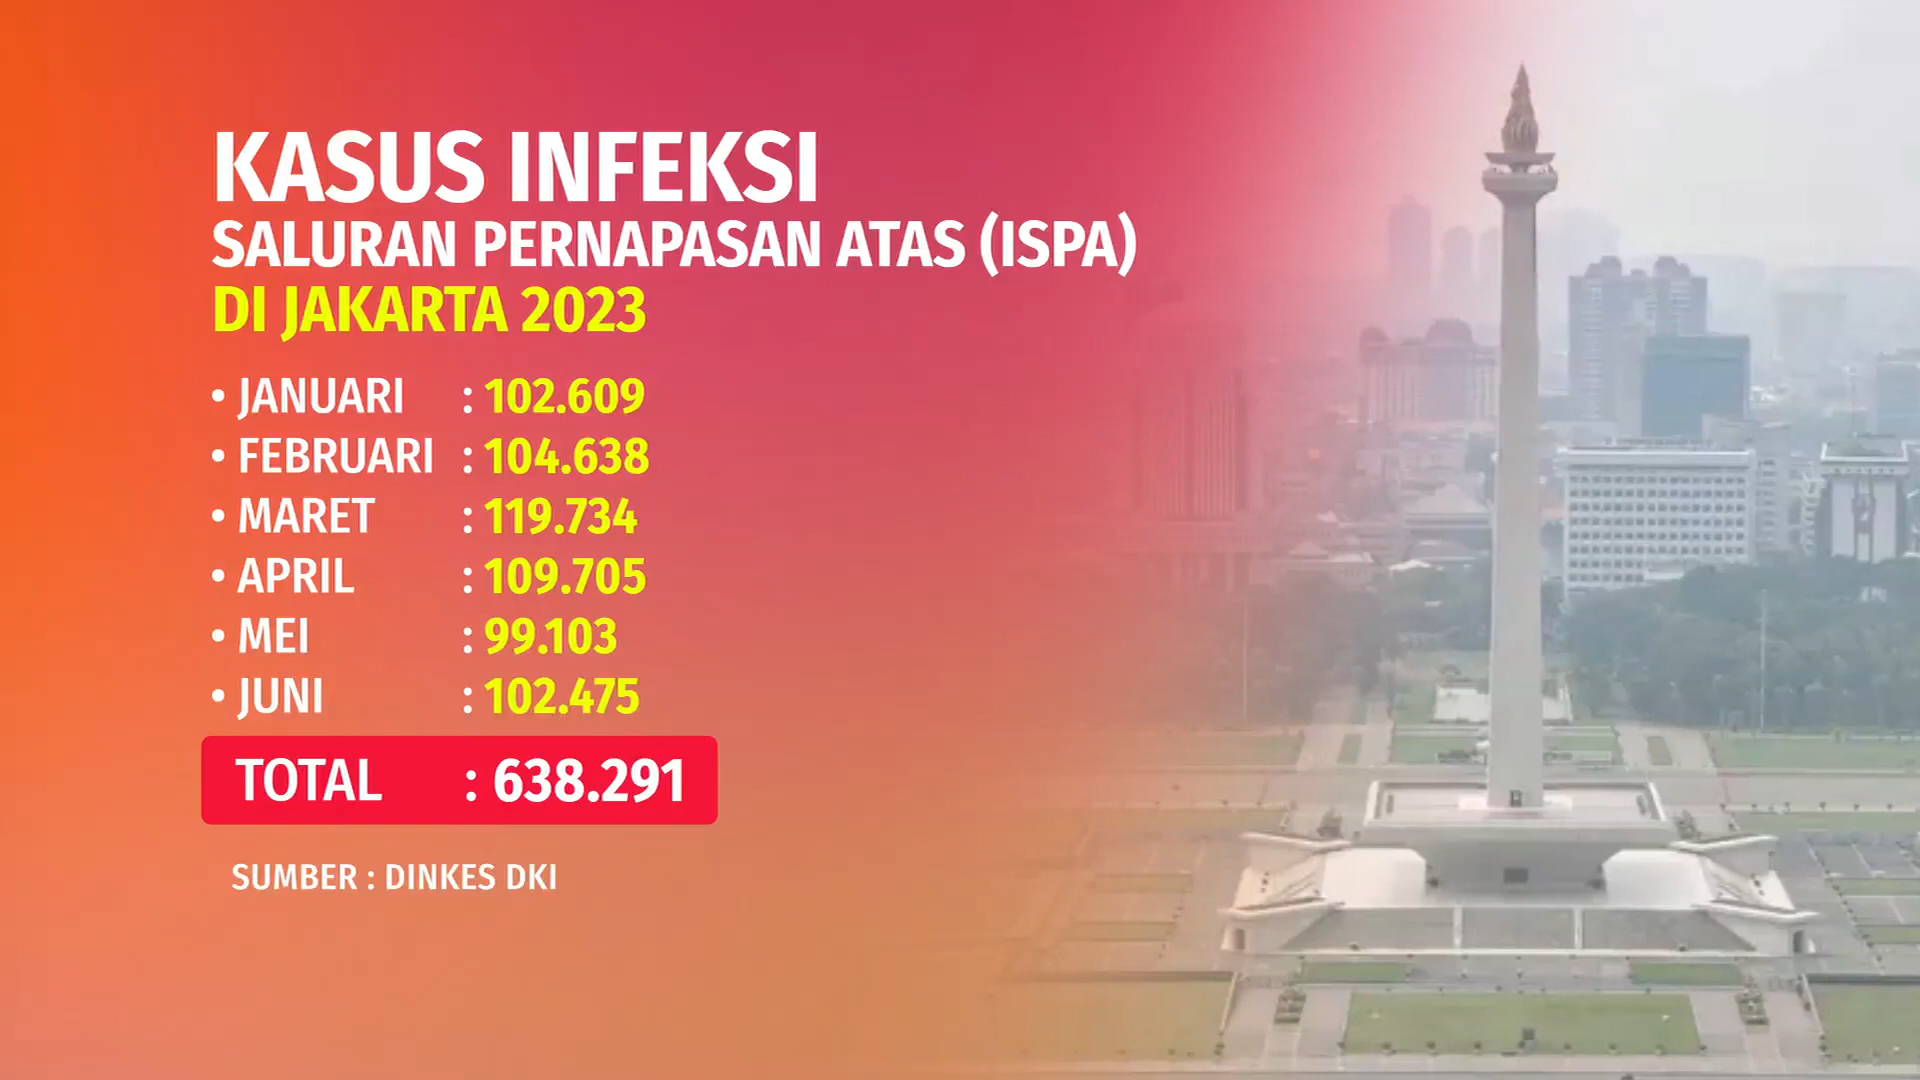 KASUS INFEKSI
SALURAN PERNAPASAN ATAS (ISPA)
DI JAKARTA 2023
• JANUARI : 102.609
• FEBRUARI : 104.638
• MARET : 119.734
• APRIL : 109.705
• MEI : 99.103
• JUNI : 102.475
TOTAL : 638.291
SUMBER : DINKES DKI